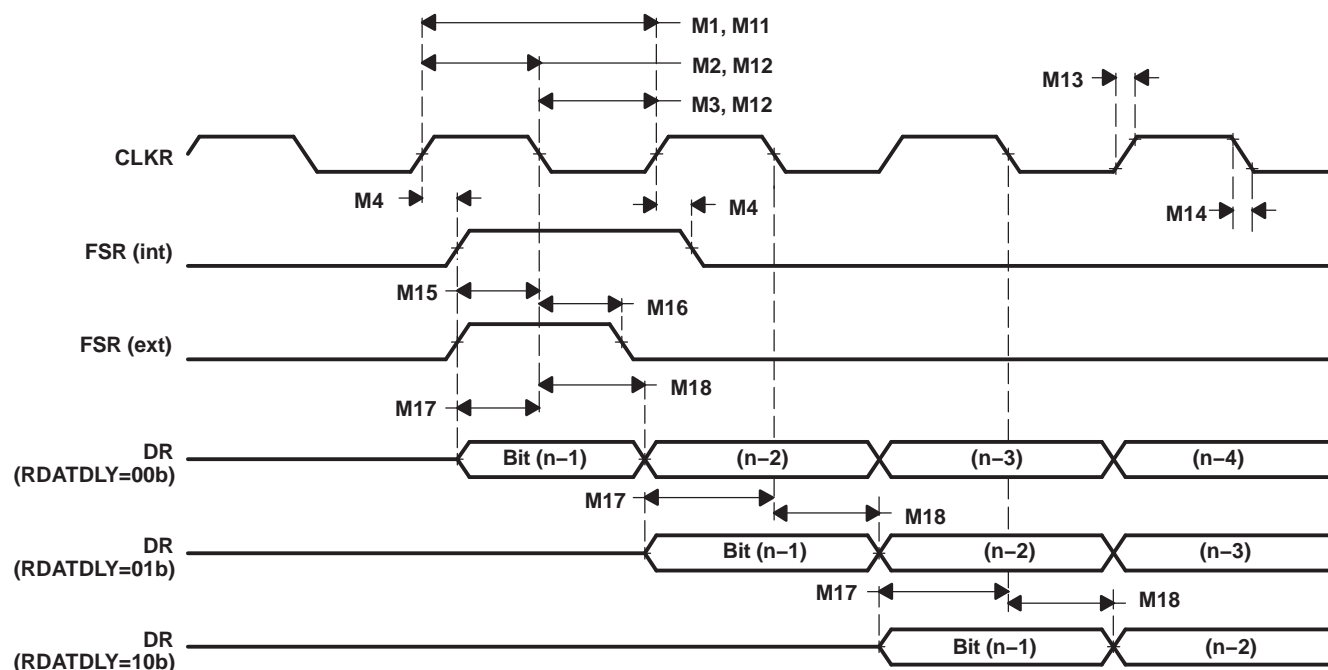 M1, M11
M2, M12
M13
M3, M12
CLKR
M4
M4
M14
FSR (int)
M15
M16
FSR (ext)
M18
M17
DR
(RDATDLY=00b)
Bit (n−1)
(n−2)
(n−3)
(n−4)
M17
M18
DR
(RDATDLY=01b)
Bit (n−1)
(n−2)
(n−3)
M17
M18
DR
(RDATDLY=10b)
Bit (n−1)
(n−2)